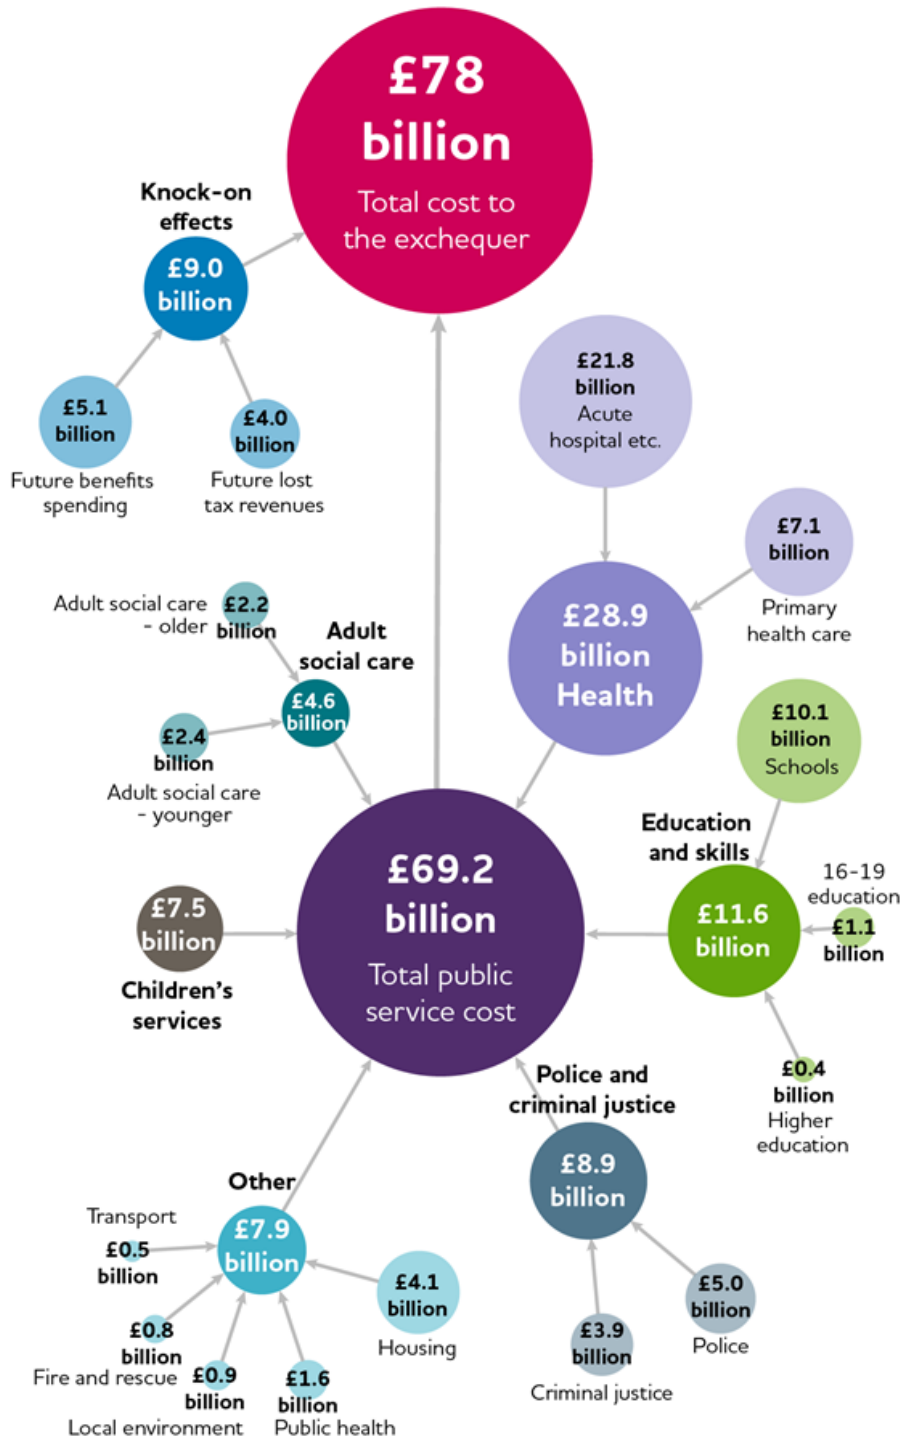 £78
billion
Total cost to
the exchequer
Knock-on
effects
£9.0
billion
£5.1
billion
Future benefits
spending
£4.0
billion
Future lost
tax revenues
£21.8
billion
Acute
hospital etc.
£7.1
billion
Primary
health care
£28.9
billion
Health
Adult social care
- older
£2.2
billion
Adult
social care
£4.6
billion
£2.4
billion
Adult social care
- younger
£10.1
billion
Schools
Education
and skills
£11.6
billion
16-19
education
£1.1
billion
£0.4
billion
Higher
education
£69.2
billion
Total public
service cost
£7.5
billion
Children's
services
Police and
criminal justice
£8.9
billion
£5.0
billion
Police
£3.9
billion
Criminal justice
Other
£7.9
billion
Transport
£0.5
billion
£0.8
billion
Fire and rescue
£0.9
billion
Local environment
£1.6
billion
Public health
£4.1
billion
Housing